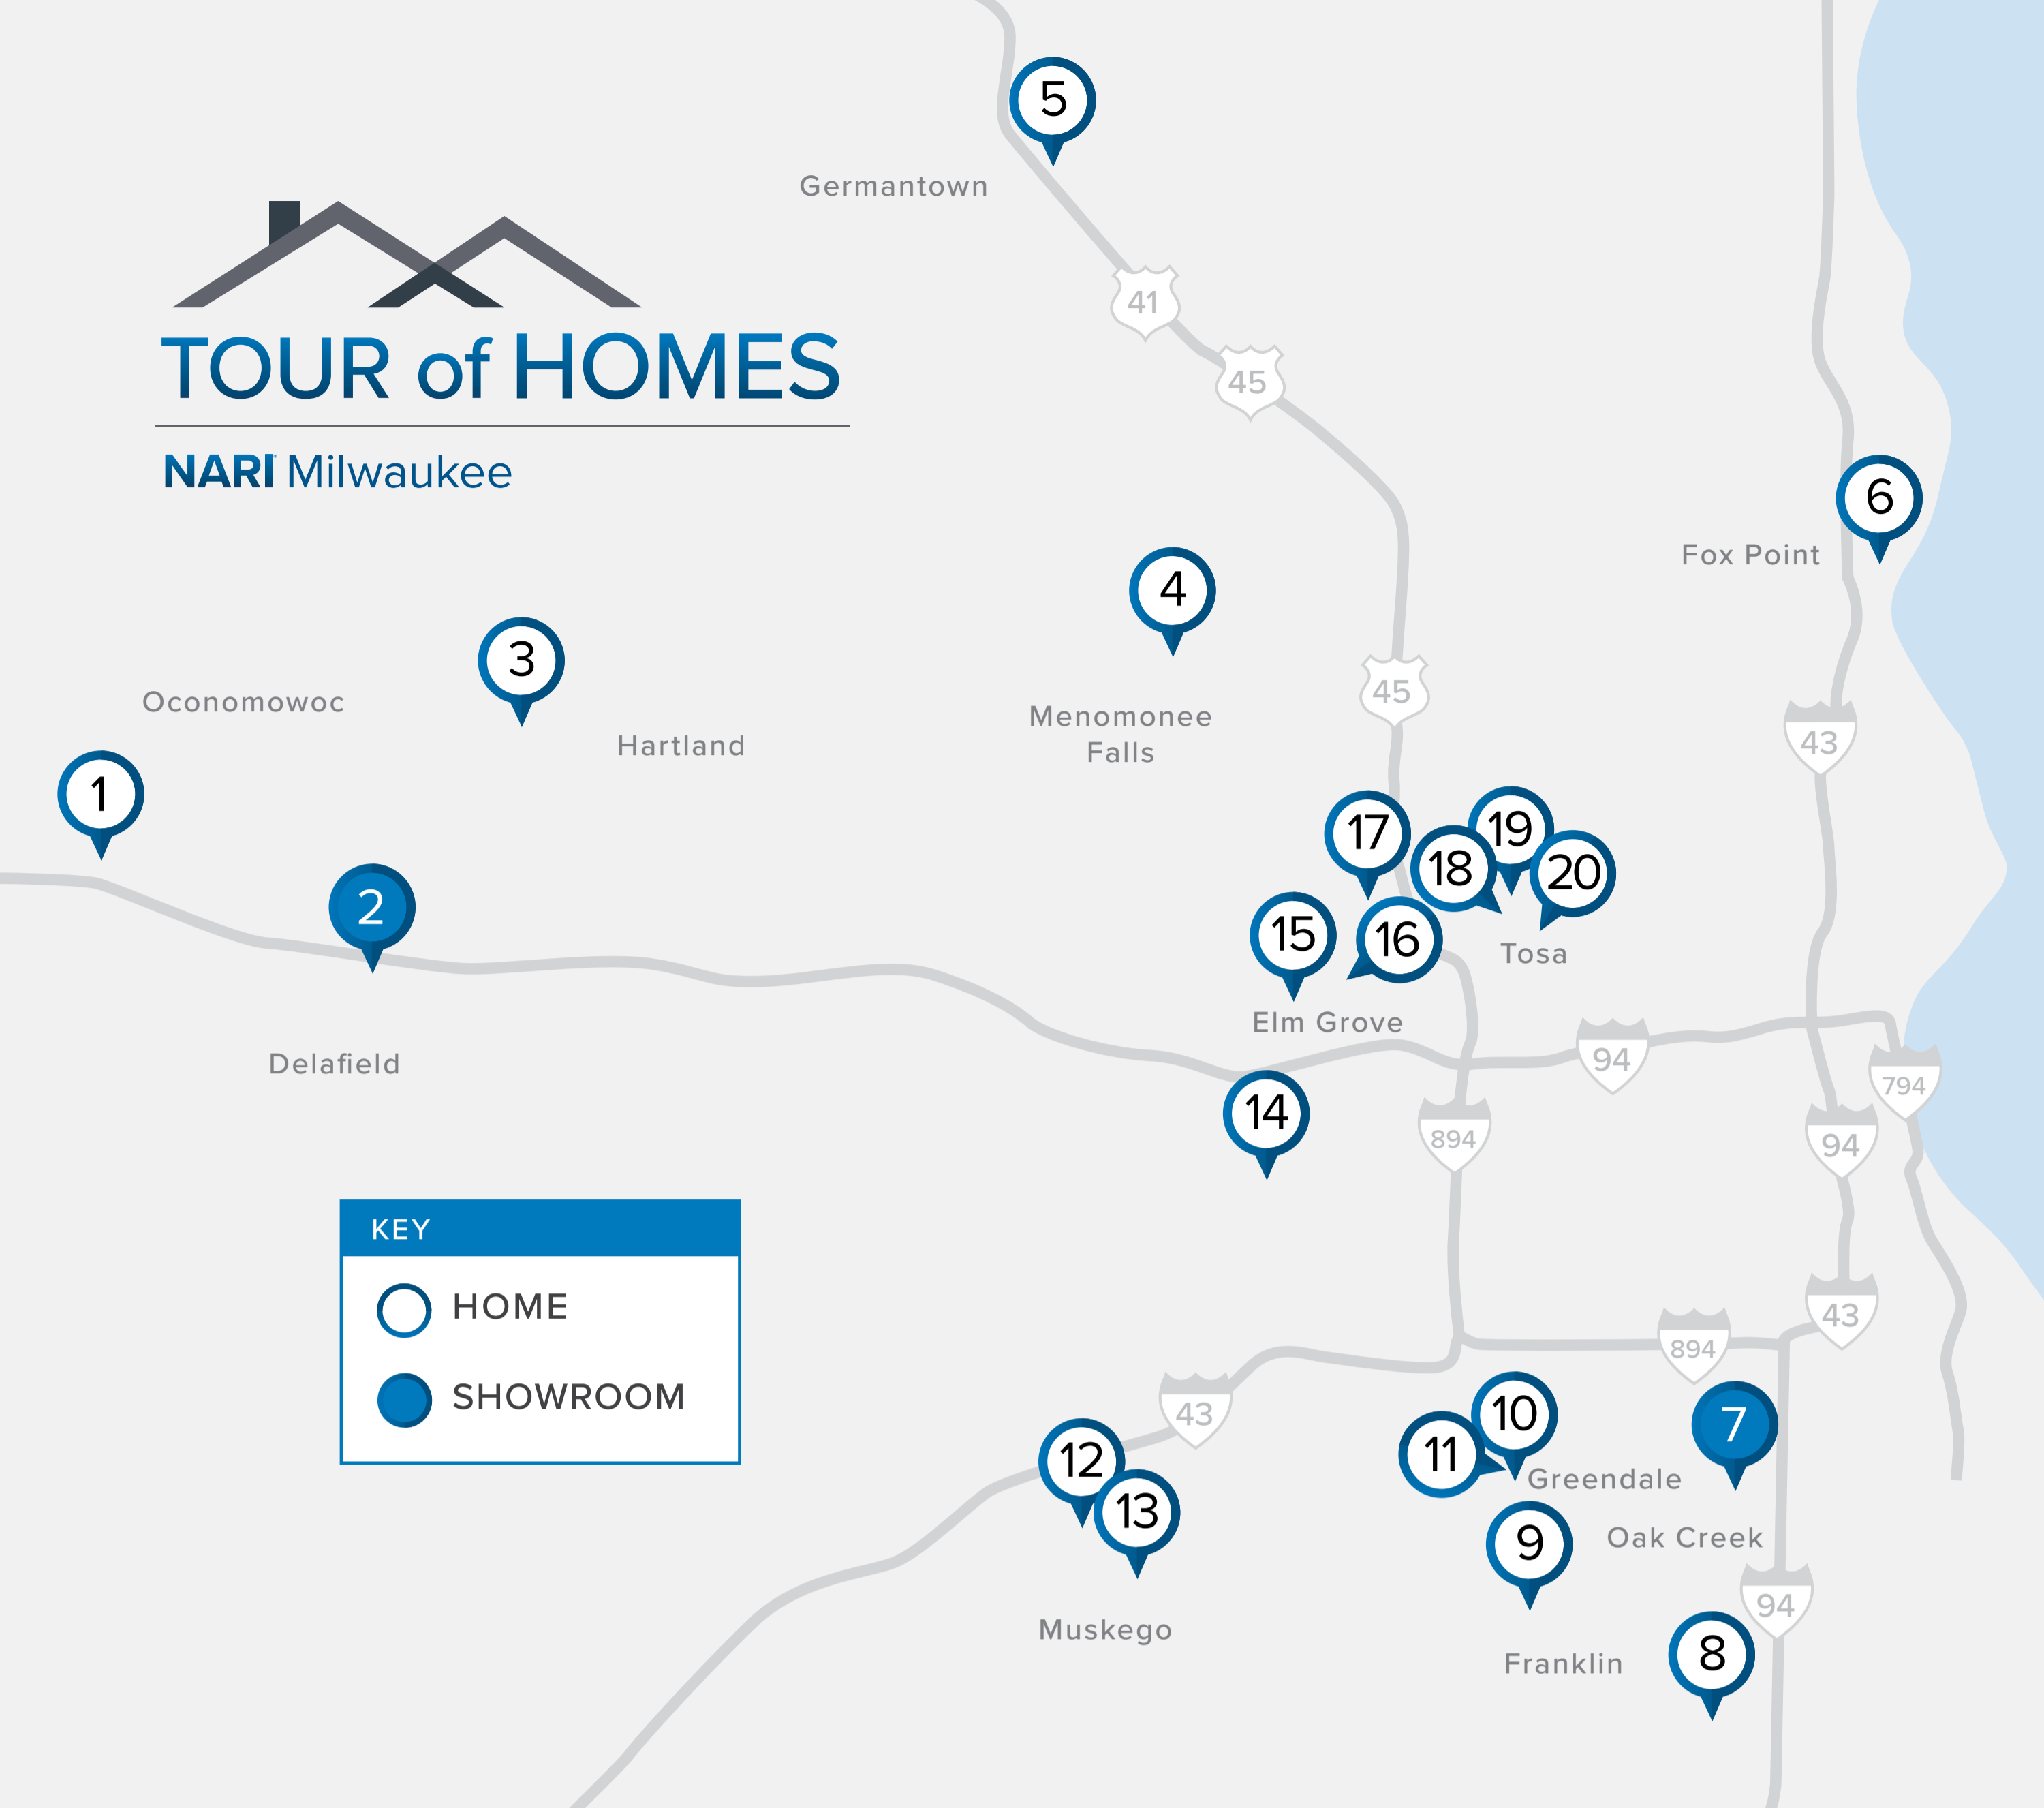 5
Germantown
41
TOUR of HOMES
45
NARI Milwaukee
6
Fox Point
4
3
45
Oconomowoc
Hartland
Menomonee
Falls
43
1
17
19
18
20
2
15
16
Tosa
Elm Grove
94
Delafield
794
14
894
94
KEY
HOME
43
894
SHOWROOM
43
10
7
11
12
Greendale
13
9
Oak Creek
94
Muskego
8
Franklin